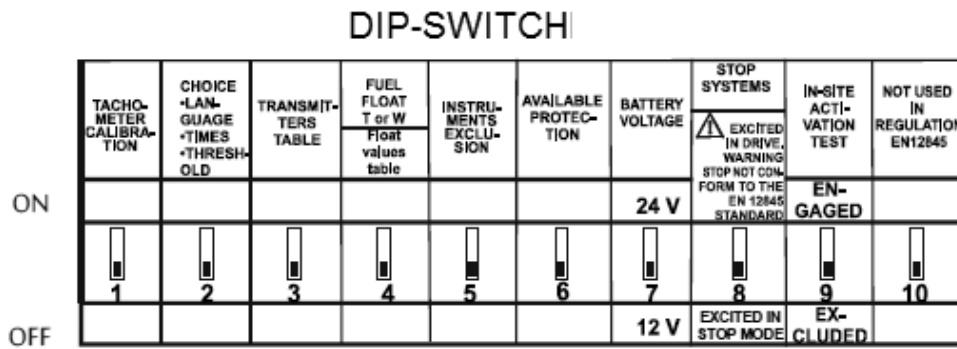 DIP-SWITCH
TACHO-
METER
CALIBRA-
TION
CHOICE
•LAN-
GUAGE
•TIMES
•THRESH-
OLD
TRANSMIT-
TERS
TABLE
FUEL
FLOAT
T or W
Float
values
table
INSTRU-
MENTS
EXCLU-
SION
AVAILABLE
PROTEC-
TION
BATTERY
VOLTAGE
STOP
SYSTEMS
EXCITED
IN DRIVE,
WARNING
STOP NOT CON-
FORM TO THE
EN 12845
STANDARD
IN-SITE
ACTI-
VATION
TEST
NOT USED
IN
REGULATION
EN12845
ON
24 V
EN-
GAGED
1 2 3 4 5 6 7 8 9 10
OFF
12 V
EXCITED IN
STOP MODE
EX-
CLUDED